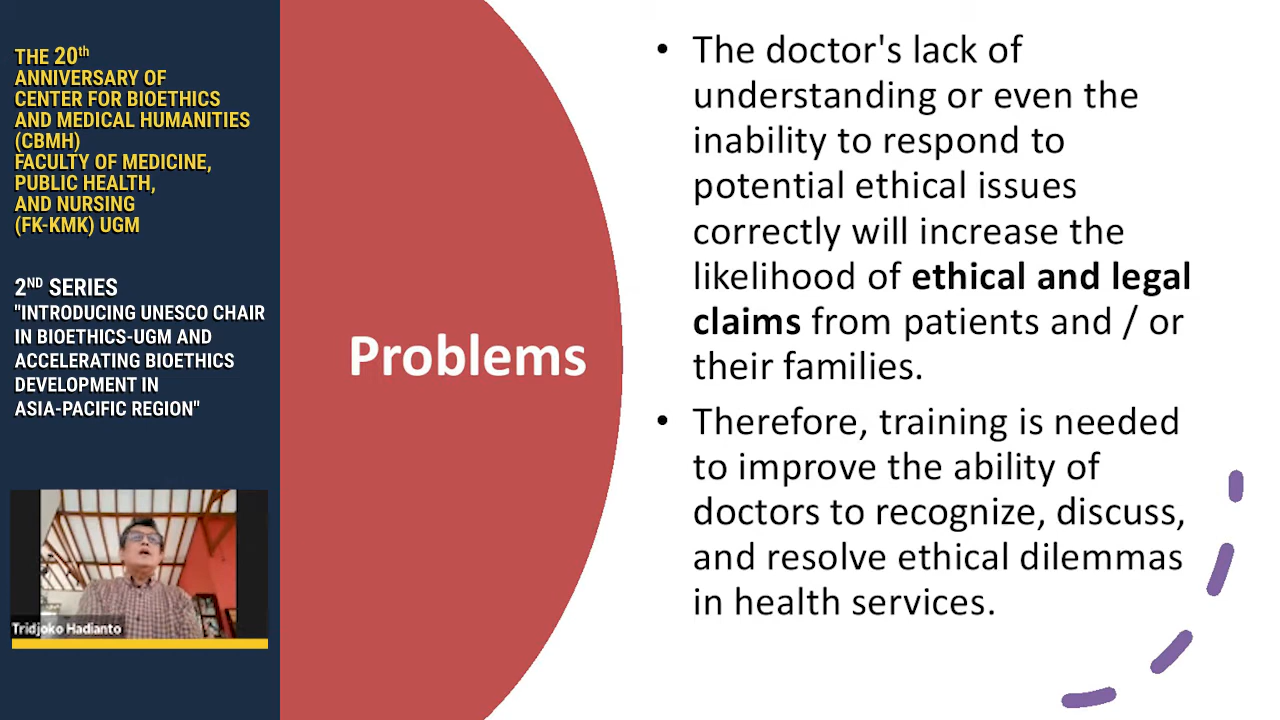 THE 20th
ANNIVERSARY OF
CENTER FOR BIOETHICS
AND MEDICAL HUMANITIES
(CBMH)
FACULTY OF MEDICINE,
PUBLIC HEALTH,
AND NURSING
(FK-KMK) UGM
2ND SERIES
"INTRODUCING UNESCO CHAIR
IN BIOETHICS-UGM AND
ACCELERATING BIOETHICS
DEVELOPMENT IN
ASIA-PACIFIC REGION"
Tridjoko Hadianto
Problems
• The doctor's lack of
understanding or even the
inability to respond to
potential ethical issues
correctly will increase the
likelihood of ethical and legal
claims from patients and / or
their families.
• Therefore, training is needed
to improve the ability of
doctors to recognize, discuss,
and resolve ethical dilemmas
in health services.